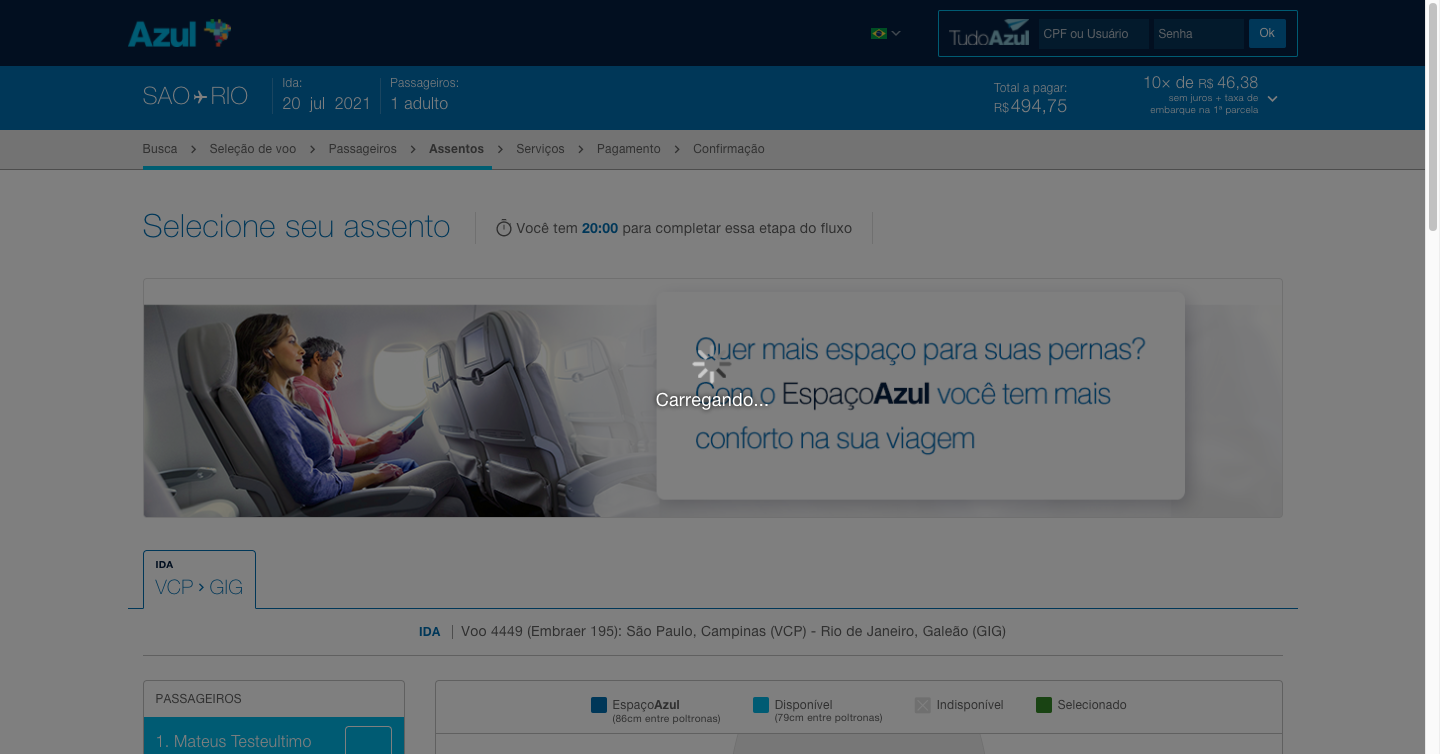 Azul
TudoAzul
CPF ou Usuário
Senha
Ok
SAO RIO
Ida:
20 jul 2021
Passageiros:
1 adulto
Total a pagar:
R$ 494,75
10x de R$ 46,38
sem juros + taxa de
embarque na 1ª parcela
Busca
Seleção de voo
Passageiros
Assentos
Serviços
Pagamento
Confirmação
Selecione seu assento
Você tem 20:00 para completar essa etapa do fluxo
Quer mais espaço para suas pernas?
Com o EspaçoAzul você tem mais
conforto na sua viagem
Carregando...
IDA
VCP > GIG
IDA | Voo 4449 (Embraer 195): São Paulo, Campinas (VCP) - Rio de Janeiro, Galeão (GIG)
PASSAGEIROS
1. Mateus Testeultimo
EspaçoAzul
(86cm entre poltronas)
Disponível
(79cm entre poltronas)
Indisponível
Selecionado